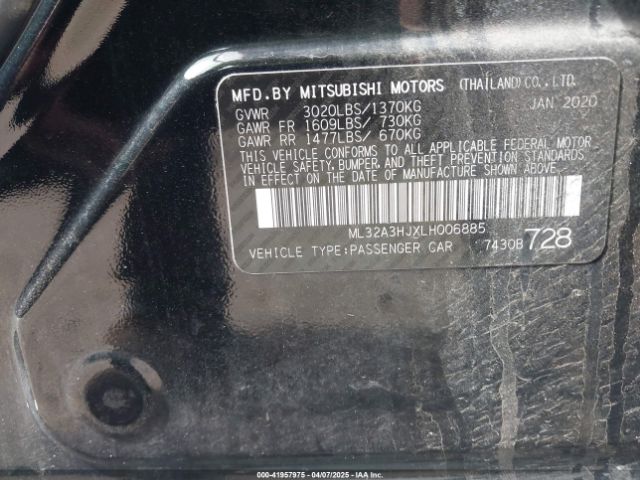 MFD.BY MITSUBISHI MOTORS (THAILAND) CO., LTD.
GVWR 3020LBS/1370KG JAN 2020
GAWR FR 1609LBS/ 730KG
GAWR RR 1477LBS/ 670KG
THIS VEHICLE CONFORMS TO ALL APPLICABLE FEDERAL MOTOR
VEHICLE SAFETY, BUMPER, AND THEFT PREVENTION STANDARDS
IN EFFECT ON THE DATE OF MANUFACTURE SHOWN ABOVE.
ML32A3HJXLH006885
VEHICLE TYPE:PASSENGER CAR 7430B 728
000-41957975 - 04/07/2025 - IAA Inc.